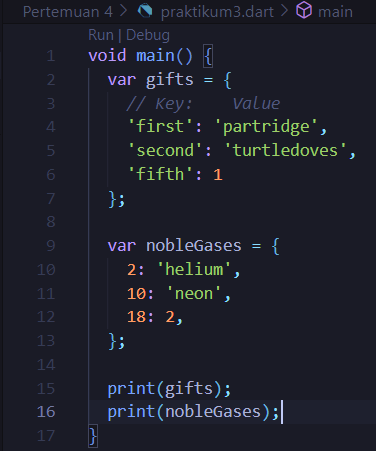 Pertemuan 4 > praktikum3.dart > main
Run | Debug
1 void main() {
2 var gifts = {
3 // Key:    Value
4 'first': 'partridge',
5 'second': 'turtledoves',
6 'fifth': 1
7 };
8
9 var nobleGases = {
10 2: 'helium',
11 10: 'neon',
12 18: 2,
13 };
14
15 print(gifts);
16 print(nobleGases);
17 }